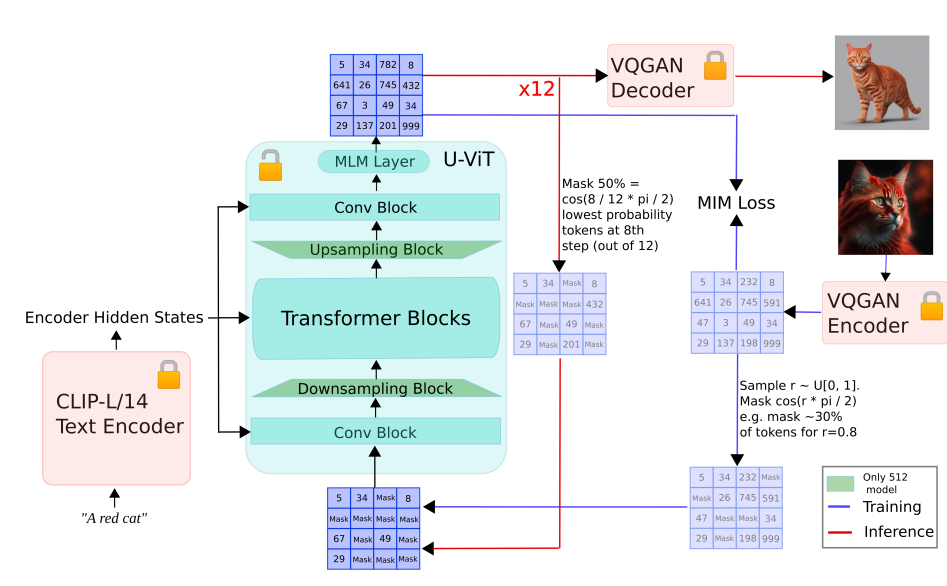 5 34 782 8
641 26 745 432
67 3 49 34
29 137 201 999
VQGAN
Decoder
x12
MLM Layer
U-ViT
Conv Block
Upsampling Block
Transformer Blocks
Downsampling Block
Conv Block
Encoder Hidden States
CLIP-L/14
Text Encoder
"A red cat"
Mask 50% =
cos(8 / 12 * pi / 2)
lowest probability
tokens at 8th
step (out of 12)
5 34 Mask 8
Mask Mask Mask 432
67 Mask 49 Mask
29 Mask 201 Mask
MIM Loss
5 34 232 8
641 26 745 591
47 3 49 34
29 137 198 999
VQGAN
Encoder
Sample r ~ U[0, 1].
Mask cos(r * pi / 2)
e.g. mask ~30%
of tokens for r=0.8
5 34 Mask 8
Mask Mask Mask Mask
67 Mask 49 Mask
29 Mask Mask Mask
5 34 232 Mask
Mask 26 745 591
47 Mask Mask 34
29 Mask 198 999
Only 512
model
Training
Inference